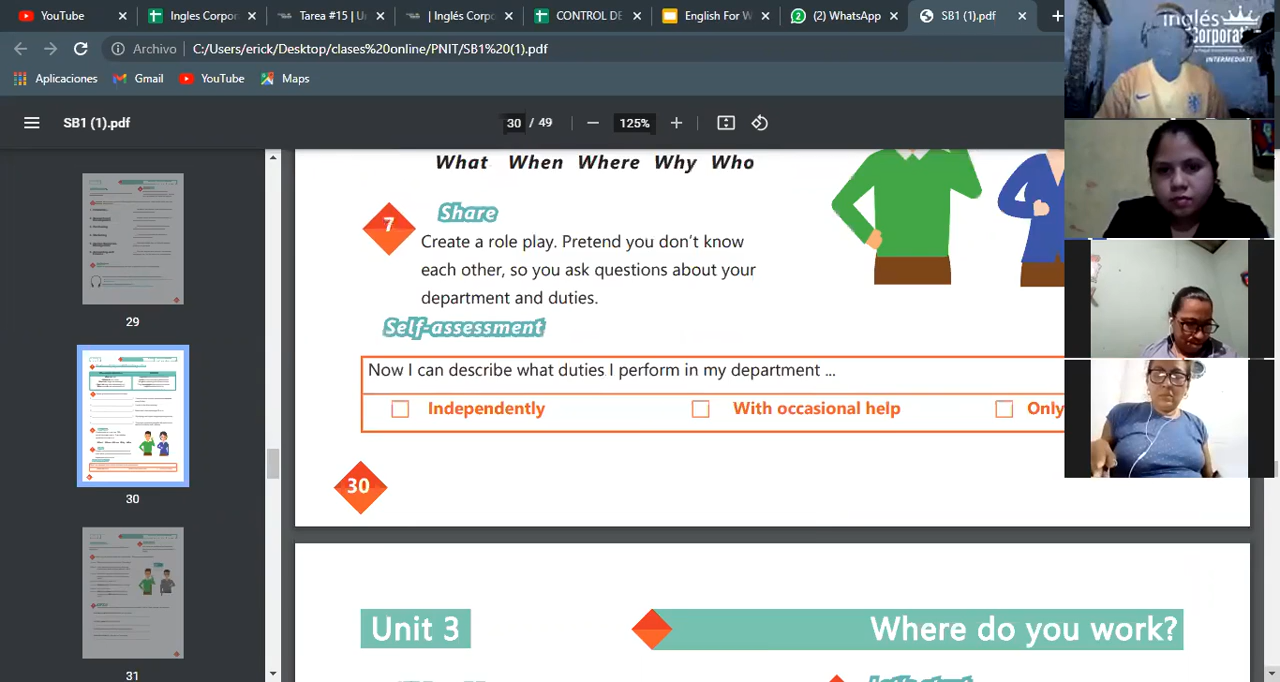 YouTube
Ingles Corpor
Tarea #15 | U
| Inglés Corpo
CONTROL DE
English For W
(2) WhatsApp
SB1 (1).pdf
Archivo C:/Users/erick/Desktop/clases%20online/PNIT/SB1%20(1).pdf
Aplicaciones Gmail YouTube Maps
SB1 (1).pdf
30 / 49
125%
29
30
31
What When Where Why Who
7
Share
Create a role play. Pretend you don’t know
each other, so you ask questions about your
department and duties.
Self-assessment
Now I can describe what duties I perform in my department ...
Independently With occasional help Only
30
Unit 3
Where do you work?
Inglés
INTERMEDIATE